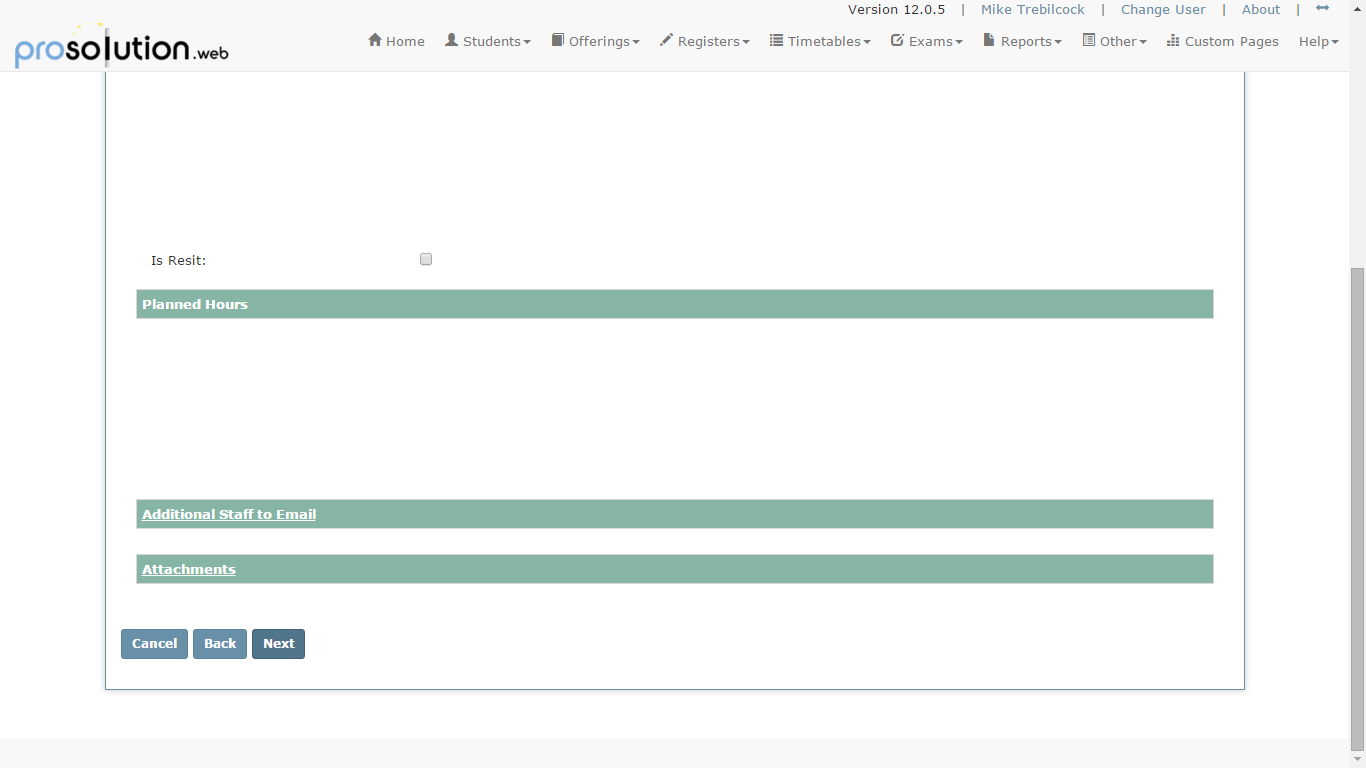 Version 12.0.5 | Mike Trebilcock | Change User | About |
prosolution.web
Home Students Offerings Registers Timetables Exams Reports Other Custom Pages Help
Is Resit:
Planned Hours
Additional Staff to Email
Attachments
Cancel Back Next